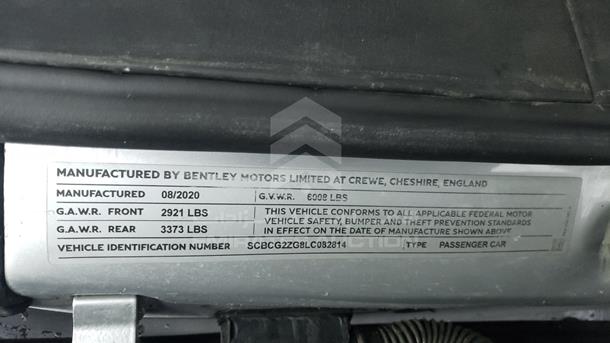 MANUFACTURED BY BENTLEY MOTORS LIMITED AT CREWE, CHESHIRE, ENGLAND
MANUFACTURED 08/2020 G.V.W.R. 6008 LBS
G.A.W.R. FRONT 2921 LBS THIS VEHICLE CONFORMS TO ALL APPLICABLE FEDERAL MOTOR
VEHICLE SAFETY, BUMPER AND THEFT PREVENTION STANDARDS
G.A.W.R. REAR 3373 LBS IN EFFECT ON THE DATE OF MANUFACTURE SHOWN ABOVE
VEHICLE IDENTIFICATION NUMBER SCBCG2ZG8LC082814 TYPE PASSENGER CAR